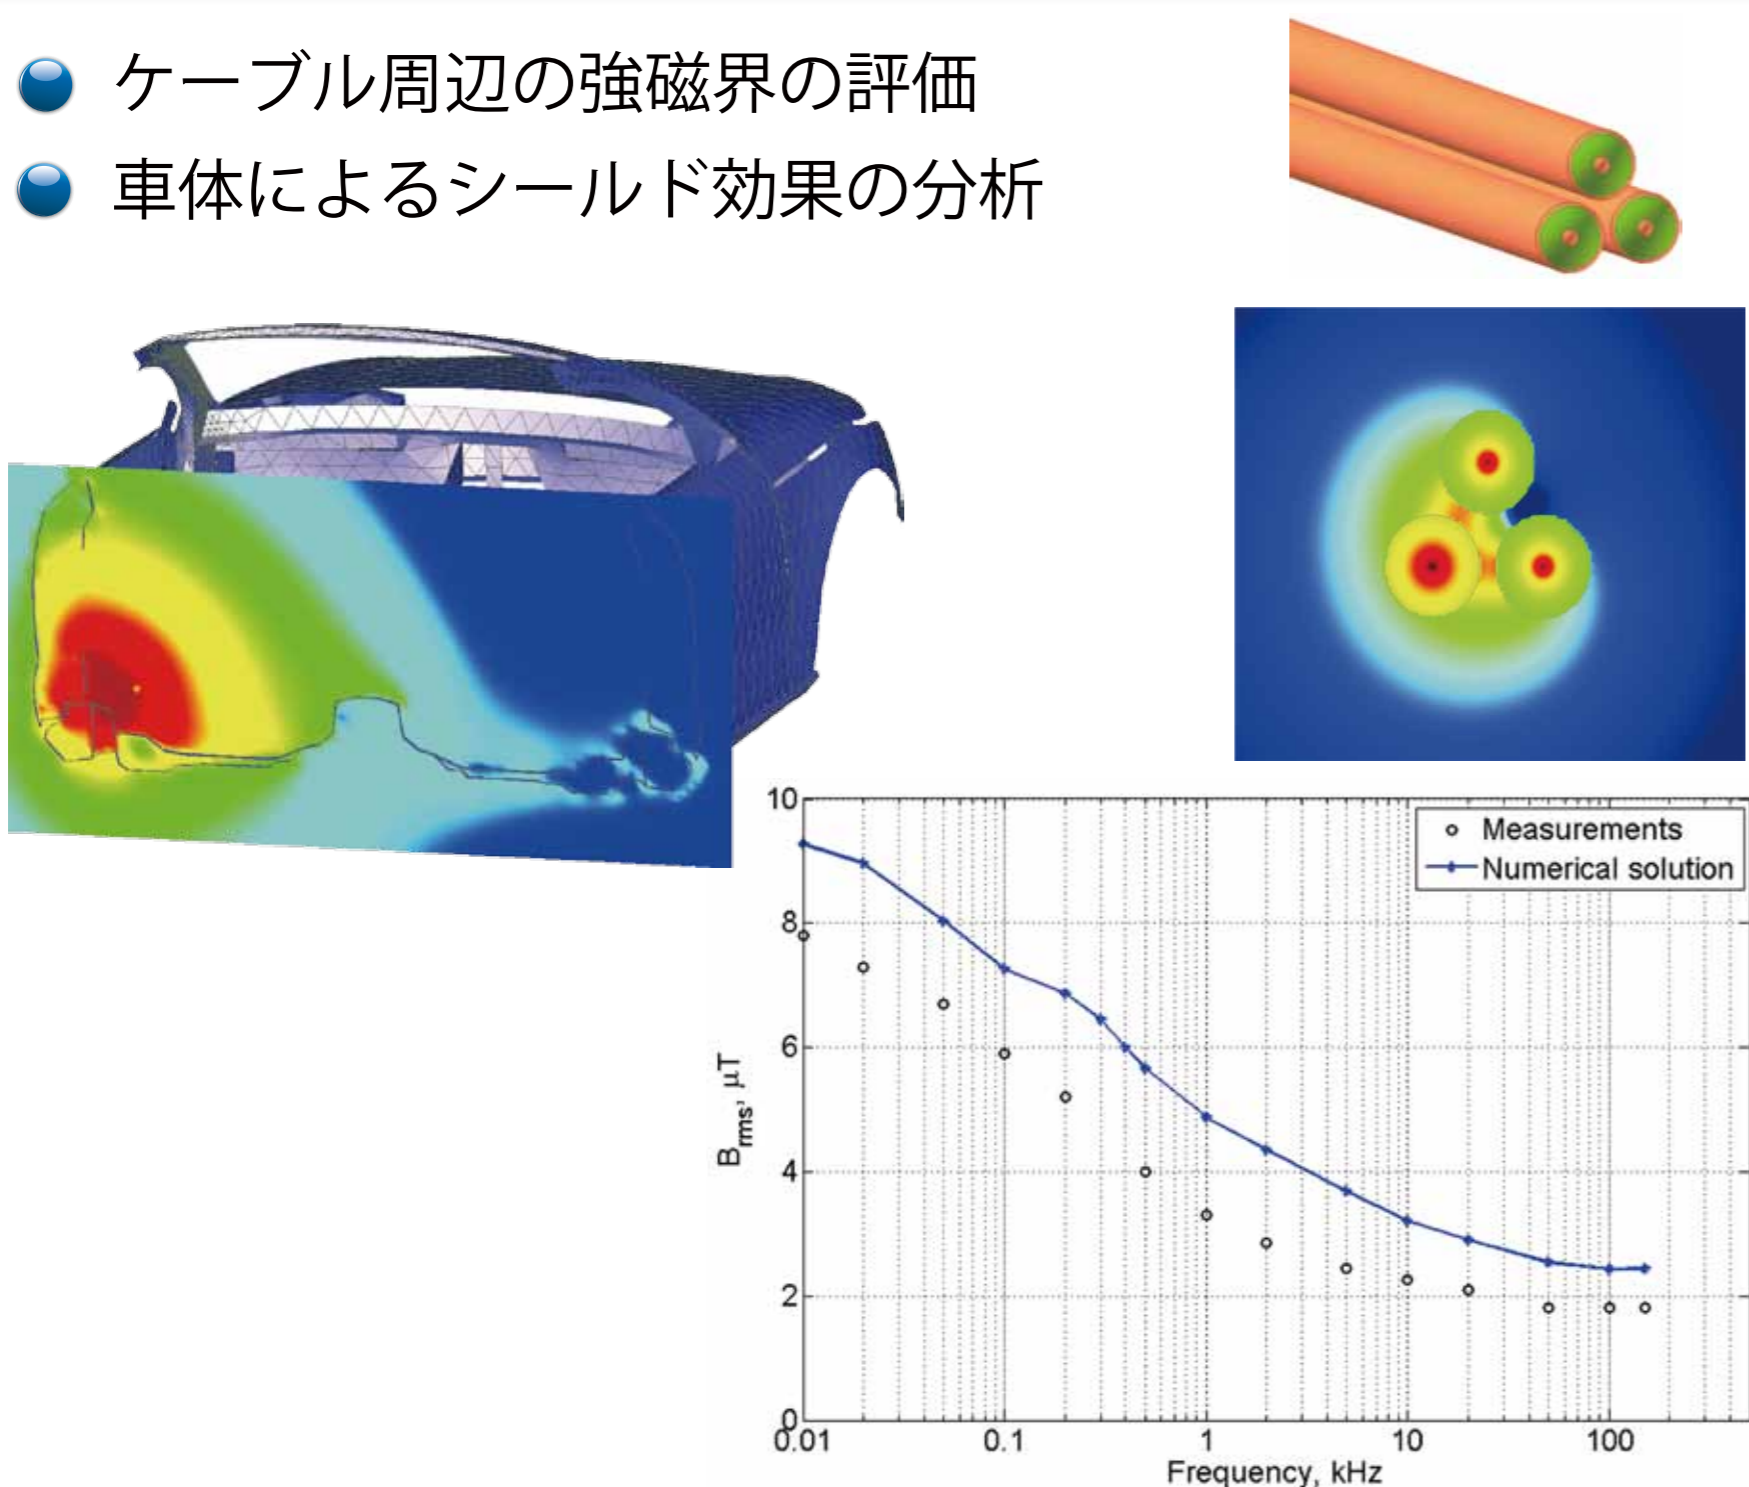 ケーブル周辺の強磁界の評価
車体によるシールド効果の分析
10
8
6
4
2
0
B_rms, μT
Measurements
Numerical solution
0.01 0.1 1 10 100
Frequency, kHz